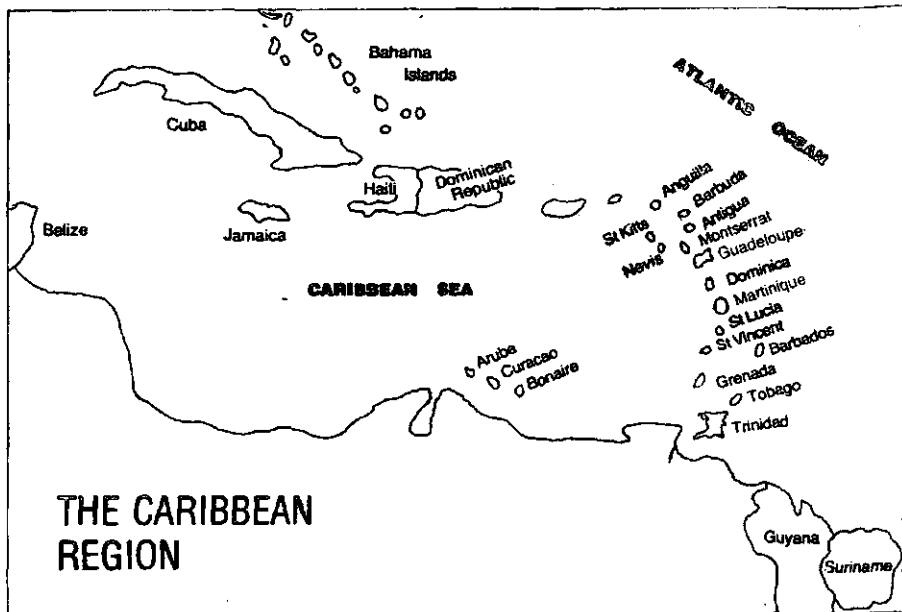 Bahama
Islands
ATLANTIC OCEAN
Cuba
Haiti
Dominican
Republic
Anguilla
Barbuda
Antigua
St Kitts
Montserrat
Nevis
Guadeloupe
Belize
Jamaica
Dominica
CARIBBEAN SEA
Martinique
St Lucia
St Vincent
Barbados
Aruba
Curacao
Bonaire
Grenada
Tobago
Trinidad
THE CARIBBEAN
REGION
Guyana
Suriname